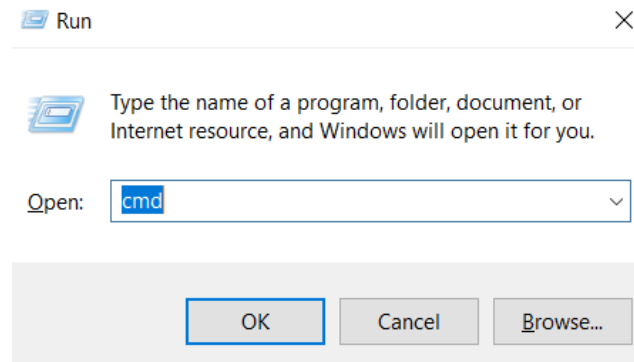 Run
Type the name of a program, folder, document, or
Internet resource, and Windows will open it for you.
Open: cmd
OK Cancel Browse...